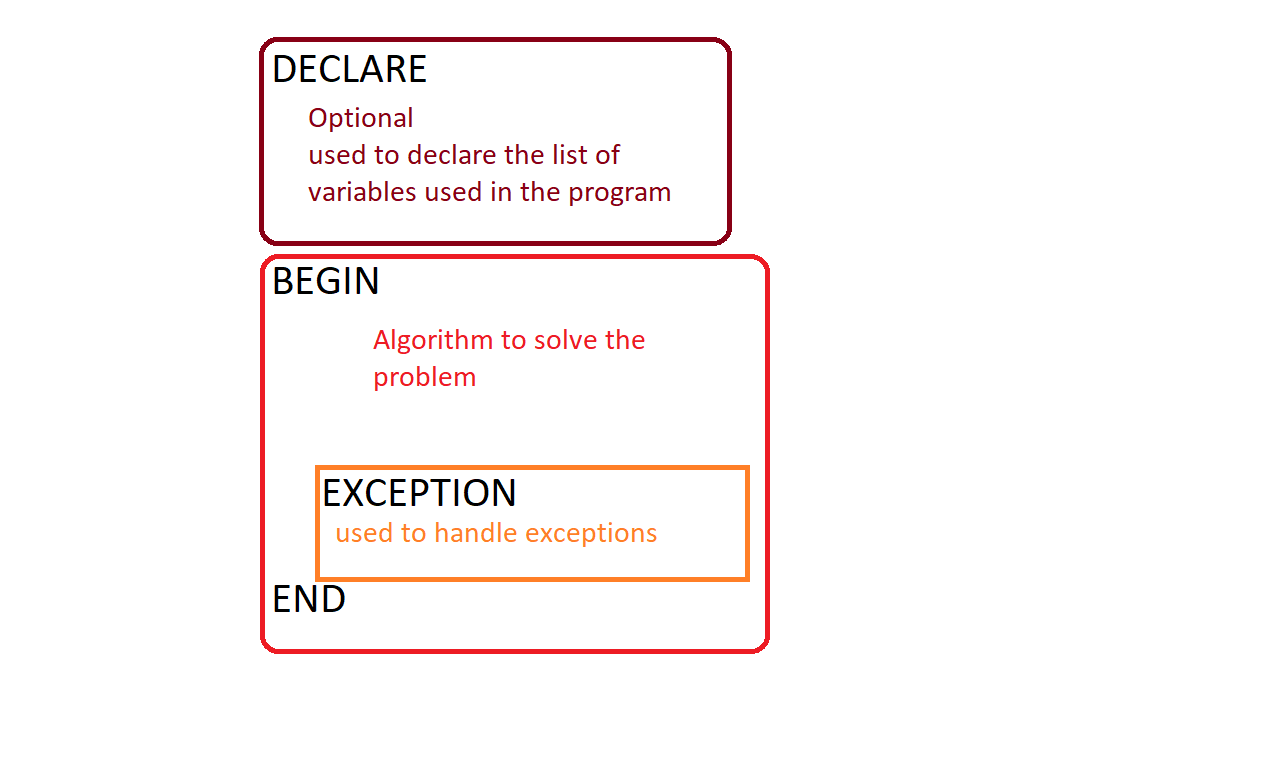 DECLARE
Optional
used to declare the list of
variables used in the program
BEGIN
Algorithm to solve the
problem
EXCEPTION
used to handle exceptions
END